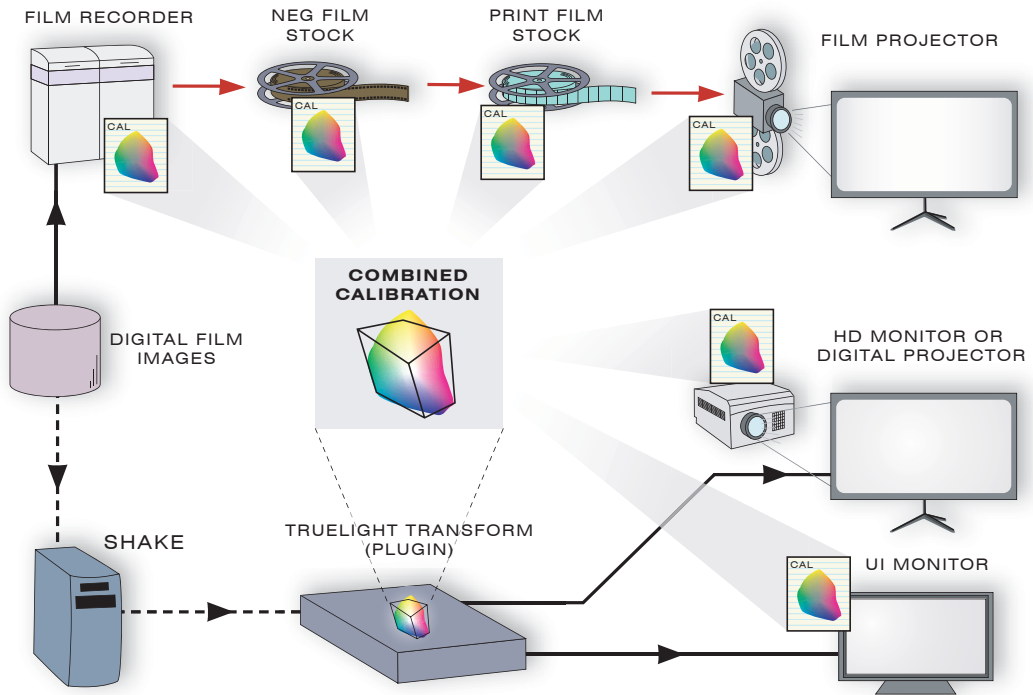 FILM RECORDER
NEG FILM
STOCK
PRINT FILM
STOCK
FILM PROJECTOR
CAL
CAL
CAL
CAL
COMBINED
CALIBRATION
DIGITAL FILM
IMAGES
CAL
HD MONITOR OR
DIGITAL PROJECTOR
SHAKE
TRUELIGHT TRANSFORM
(PLUGIN)
CAL
UI MONITOR